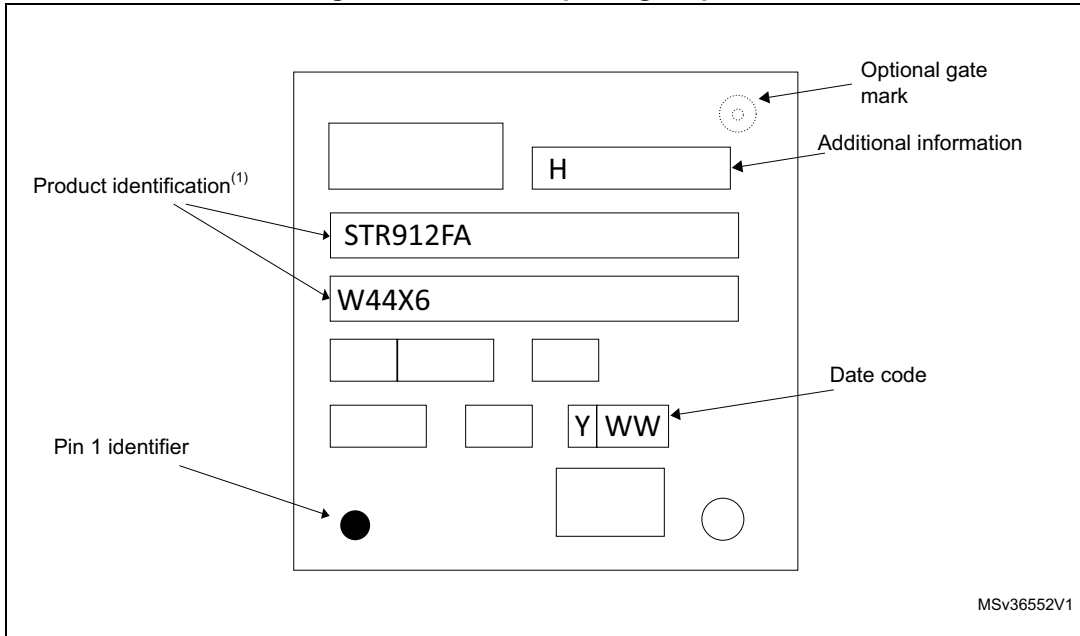 Optional gate
mark
Additional information
H
Product identification(1)
STR912FA
W44X6
Date code
Y WW
Pin 1 identifier
MSv36552V1